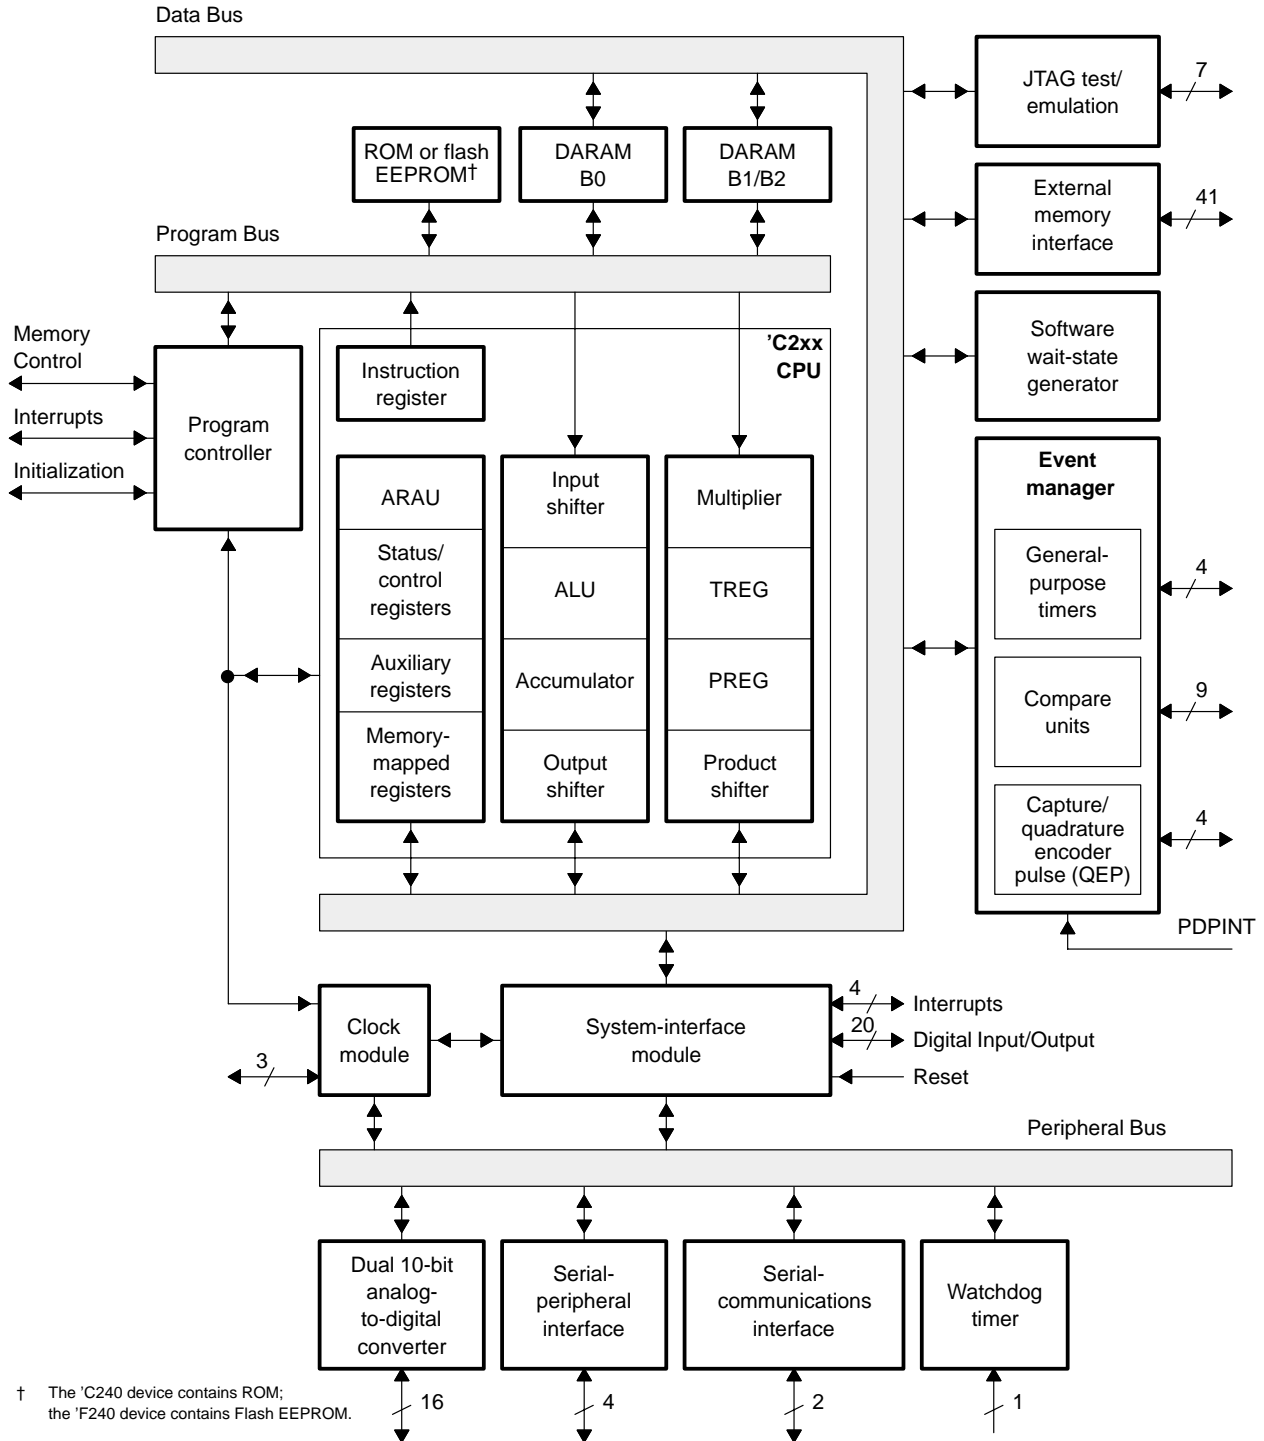 Data Bus
JTAG test/
emulation
7
ROM or flash
EEPROM†
DARAM
B0
DARAM
B1/B2
External
memory
interface
41
Program Bus
Software
wait-state
generator
Memory
Control
Interrupts
Initialization
Program
controller
'C2xx
CPU
Instruction
register
ARAU
Status/
control
registers
Auxiliary
registers
Memory-
mapped
registers
Input
shifter
ALU
Accumulator
Output
shifter
Multiplier
TREG
PREG
Product
shifter
Event
manager
General-
purpose
timers
4
Compare
units
9
Capture/
quadrature
encoder
pulse (QEP)
4
PDPINT
Clock
module
3
System-interface
module
4
Interrupts
20
Digital Input/Output
Reset
Peripheral Bus
Dual 10-bit
analog-
to-digital
converter
Serial-
peripheral
interface
Serial-
communications
interface
Watchdog
timer
16
4
2
1
† The 'C240 device contains ROM;
the 'F240 device contains Flash EEPROM.